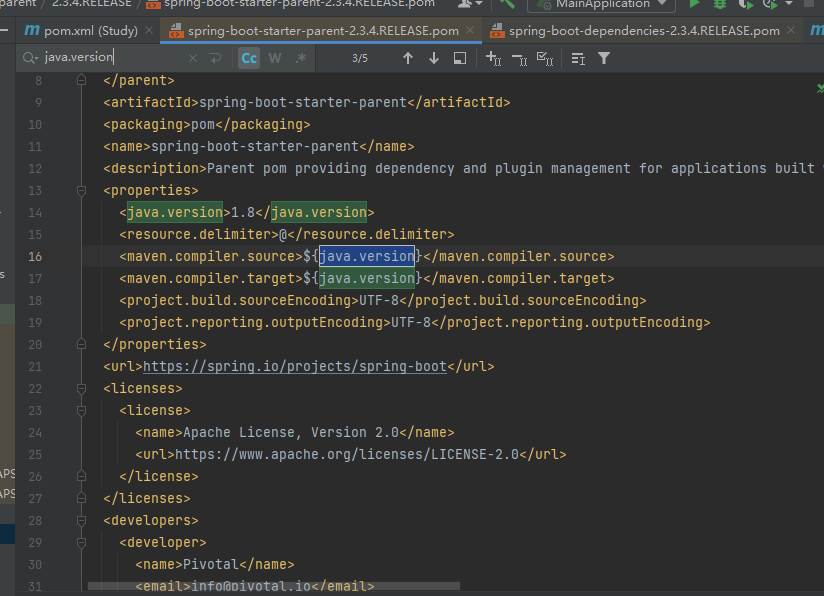 parent 2.3.4.RELEASE spring-boot-starter-parent-2.3.4.RELEASE.pom MainApplication
m pom.xml (Study) spring-boot-starter-parent-2.3.4.RELEASE.pom spring-boot-dependencies-2.3.4.RELEASE.pom m
java.version Cc W .* 3/5
8 </parent>
9 <artifactId>spring-boot-starter-parent</artifactId>
10 <packaging>pom</packaging>
11 <name>spring-boot-starter-parent</name>
12 <description>Parent pom providing dependency and plugin management for applications built
13 <properties>
14 <java.version>1.8</java.version>
15 <resource.delimiter>@</resource.delimiter>
16 <maven.compiler.source>${java.version}</maven.compiler.source>
17 <maven.compiler.target>${java.version}</maven.compiler.target>
18 <project.build.sourceEncoding>UTF-8</project.build.sourceEncoding>
19 <project.reporting.outputEncoding>UTF-8</project.reporting.outputEncoding>
20 </properties>
21 <url>https://spring.io/projects/spring-boot</url>
22 <licenses>
23 <license>
24 <name>Apache License, Version 2.0</name>
25 <url>https://www.apache.org/licenses/LICENSE-2.0</url>
26 </license>
27 </licenses>
28 <developers>
29 <developer>
30 <name>Pivotal</name>
31 <email>info@pivotal.io</email>